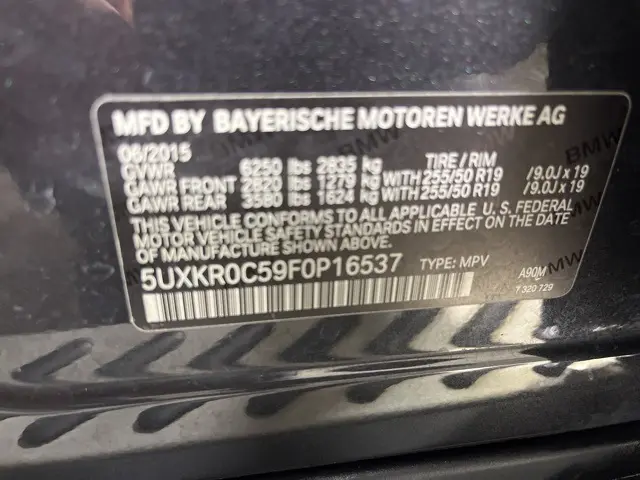 MFD BY BAYERISCHE MOTOREN WERKE AG
06/2015
GVWR 6250 lbs 2835 kg TIRE / RIM
GAWR FRONT 2820 lbs 1279 kg WITH 255/50 R19 /9.0J x 19
GAWR REAR 3580 lbs 1624 kg WITH 255/50 R19 /9.0J x 19
THIS VEHICLE CONFORMS TO ALL APPLICABLE U.S. FEDERAL
MOTOR VEHICLE SAFETY STANDARDS IN EFFECT ON THE DATE
OF MANUFACTURE SHOWN ABOVE.
5UXKR0C59F0P16537 TYPE: MPV A90M
7 320 729
BMW
BMW